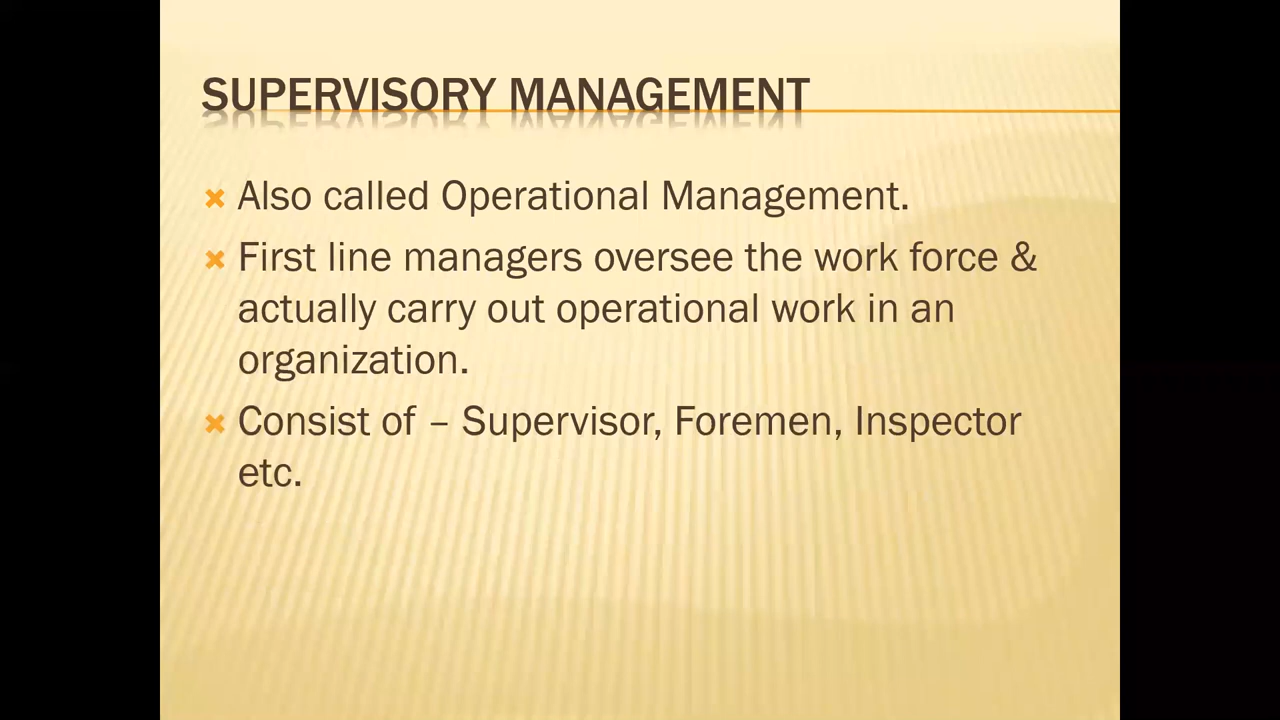 SUPERVISORY MANAGEMENT
Also called Operational Management.
First line managers oversee the work force &
actually carry out operational work in an
organization.
Consist of – Supervisor, Foremen, Inspector
etc.